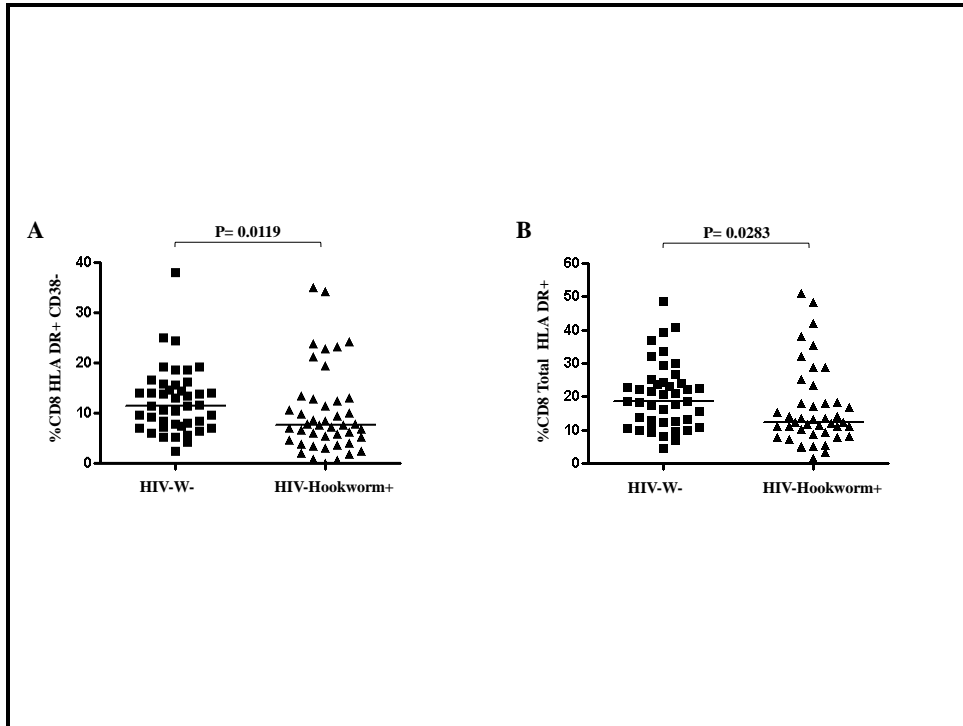 A
P= 0.0119
%CD8 HLA DR+ CD38-
40
30
20
10
0
HIV-W-
HIV-Hookworm+
B
P= 0.0283
%CD8 Total HLA DR+
60
50
40
30
20
10
0
HIV-W-
HIV-Hookworm+